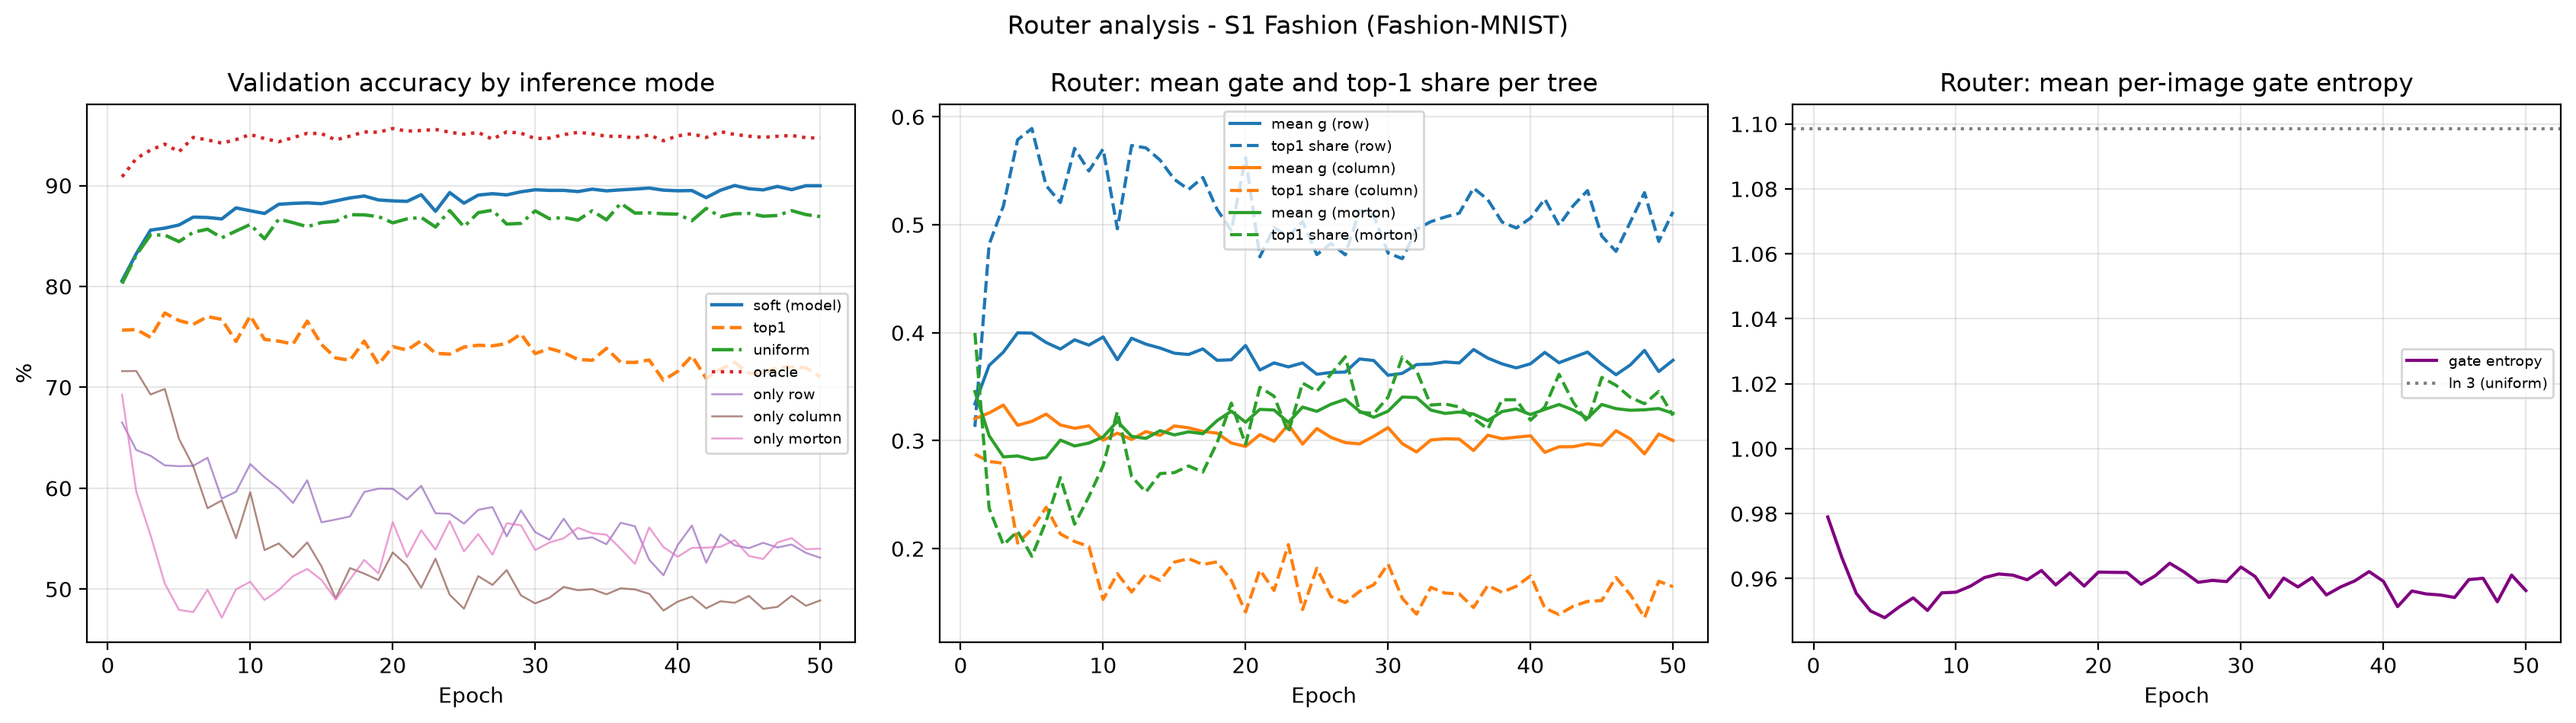 Router analysis - S1 Fashion (Fashion-MNIST)
Validation accuracy by inference mode
%
90
80
70
60
50
0 10 20 30 40 50
Epoch
soft (model)
top1
uniform
oracle
only row
only column
only morton
Router: mean gate and top-1 share per tree
0.6
0.5
0.4
0.3
0.2
0 10 20 30 40 50
Epoch
mean g (row)
top1 share (row)
mean g (column)
top1 share (column)
mean g (morton)
top1 share (morton)
Router: mean per-image gate entropy
1.10
1.08
1.06
1.04
1.02
1.00
0.98
0.96
0 10 20 30 40 50
Epoch
gate entropy
ln 3 (uniform)